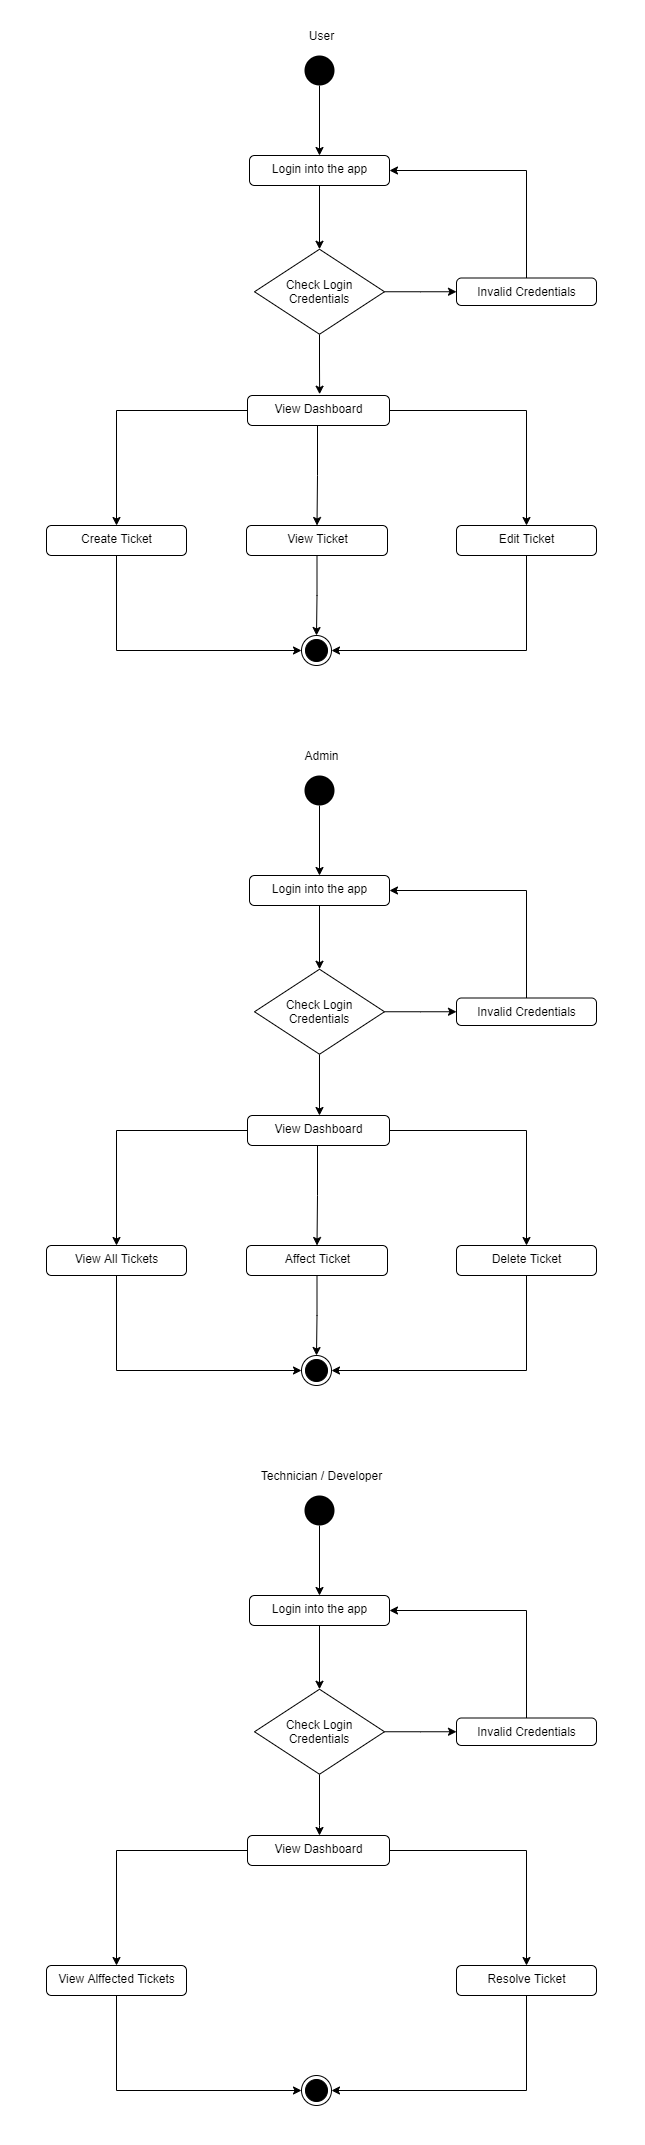 User
Login into the app
Check Login
Credentials
Invalid Credentials
View Dashboard
Create Ticket
View Ticket
Edit Ticket
Admin
Login into the app
Check Login
Credentials
Invalid Credentials
View Dashboard
View All Tickets
Affect Ticket
Delete Ticket
Technician / Developer
Login into the app
Check Login
Credentials
Invalid Credentials
View Dashboard
View Alffected Tickets
Resolve Ticket